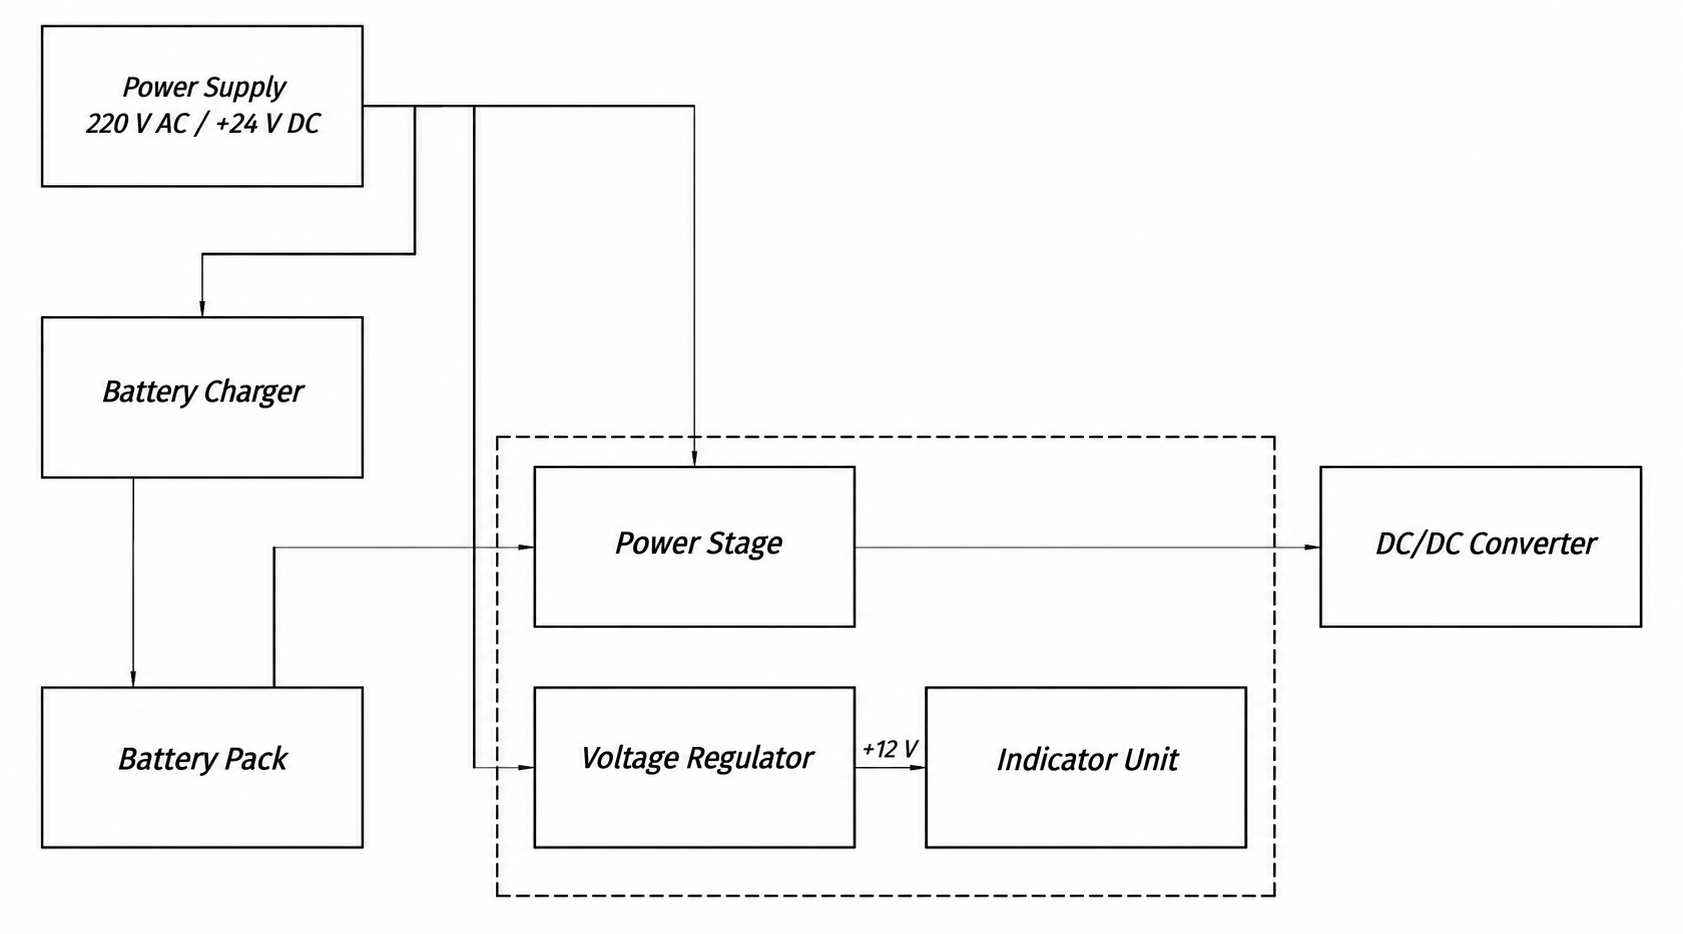 Power Supply
220 V AC / +24 V DC
Battery Charger
Power Stage
DC/DC Converter
Battery Pack
Voltage Regulator
+12 V
Indicator Unit